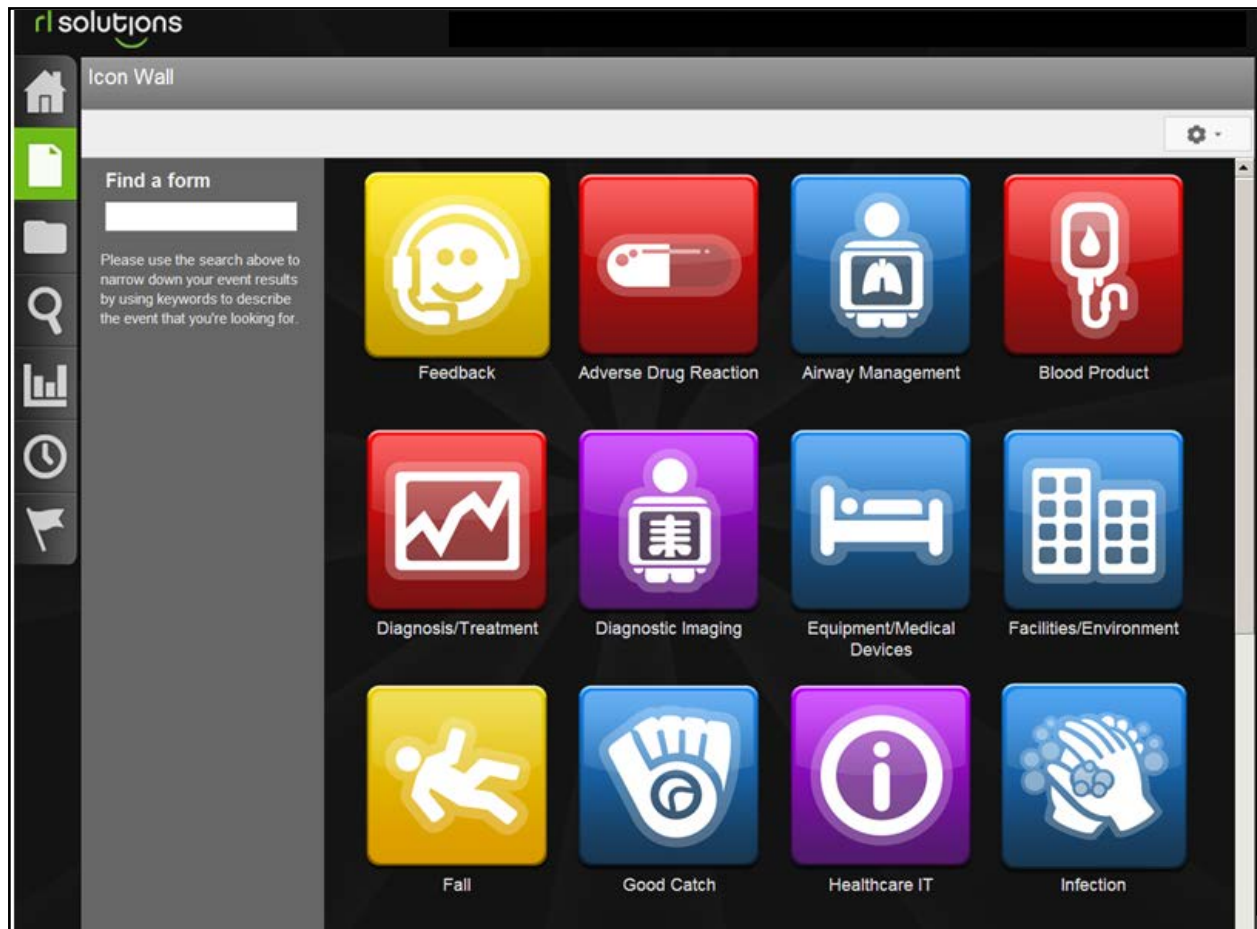 rl solutions
Icon Wall
Find a form
Please use the search above to
narrow down your event results
by using keywords to describe
the event that you're looking for.
Feedback
Adverse Drug Reaction
Airway Management
Blood Product
Diagnosis/Treatment
Diagnostic Imaging
Equipment/Medical
Devices
Facilities/Environment
Fall
Good Catch
Healthcare IT
Infection